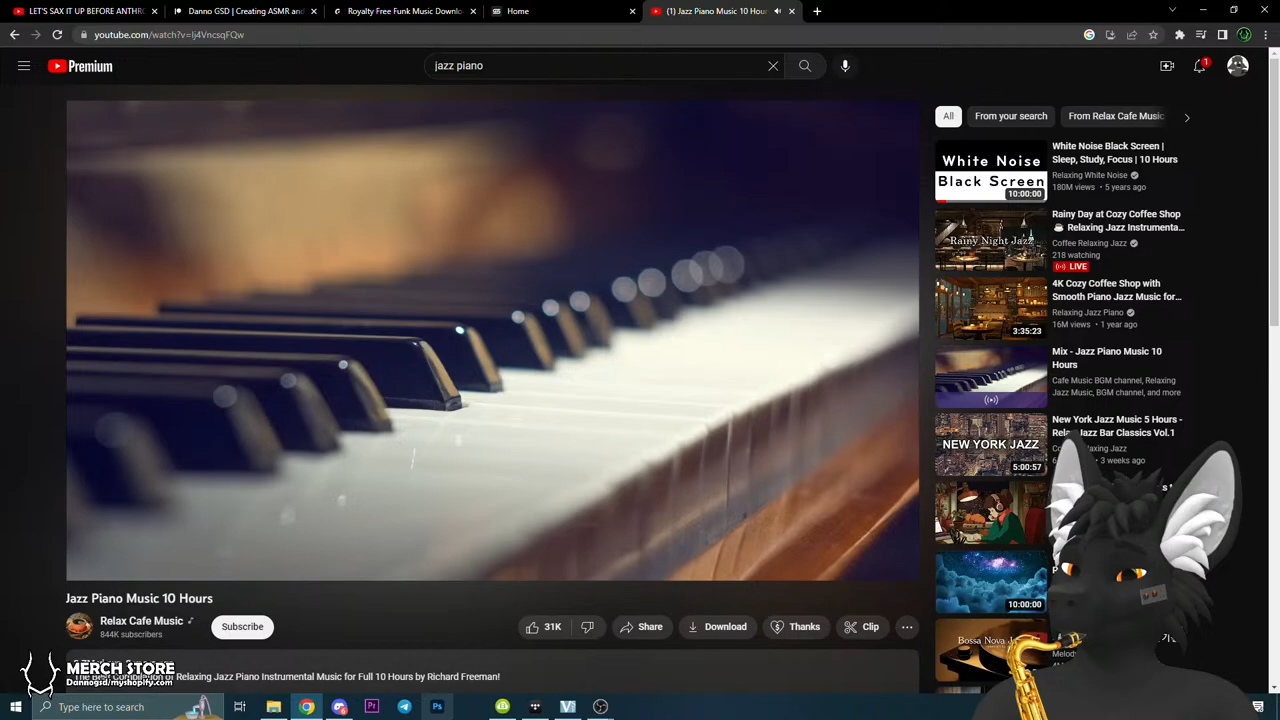 LET'S SAX IT UP BEFORE ANTHR
Danno GSD | Creating ASMR and
Royalty Free Funk Music Downlo
Home
(1) Jazz Piano Music 10 Hour
youtube.com/watch?v=Ij4VncsqFQw
Premium
jazz piano
1
All
From your search
From Relax Cafe Music
White Noise
Black Screen
10:00:00
White Noise Black Screen |
Sleep, Study, Focus | 10 Hours
Relaxing White Noise
180M views • 5 years ago
Rainy Night Jazz
Rainy Day at Cozy Coffee Shop
☕ Relaxing Jazz Instrumenta...
Coffee Relaxing Jazz
218 watching
LIVE
3:35:23
4K Cozy Coffee Shop with
Smooth Piano Jazz Music for...
Relaxing Jazz Piano
16M views • 1 year ago
Mix - Jazz Piano Music 10
Hours
Cafe Music BGM channel, Relaxing
Jazz, BGM channel, and more
NEW YORK JAZZ
5:00:57
New York Jazz Music 5 Hours -
Jazz Bar Classics Vol.1
3 weeks ago
10:00:00
Bossa Nova
Jazz Piano Music 10 Hours
Relax Cafe Music
844K subscribers
Subscribe
31K
Share
Download
Thanks
Clip
The Best Compilation of Relaxing Jazz Piano Instrumental Music for Full 10 Hours by Richard Freeman!
MERCH STORE
Dannogsd/myshopify.com
Type here to search